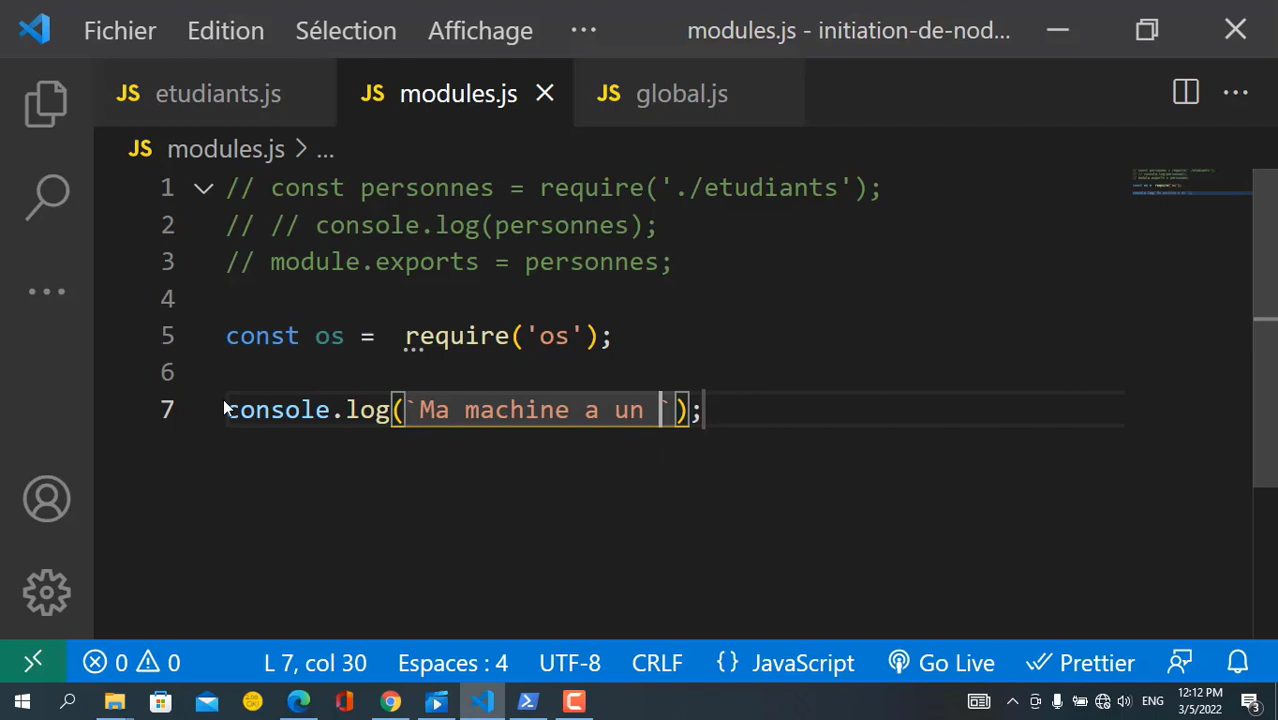 Fichier Edition Sélection Affichage ··· modules.js - initiation-de-nod...
JS etudiants.js JS modules.js JS global.js
JS modules.js > ...
1 // const personnes = require('./etudiants');
2 // // console.log(personnes);
3 // module.exports = personnes;
4
5 const os =  require('os');
6
7 console.log(`Ma machine a un `);
0 0 L 7, col 30 Espaces : 4 UTF-8 CRLF {} JavaScript Go Live Prettier
ENG 12:12 PM 3
3/5/2022